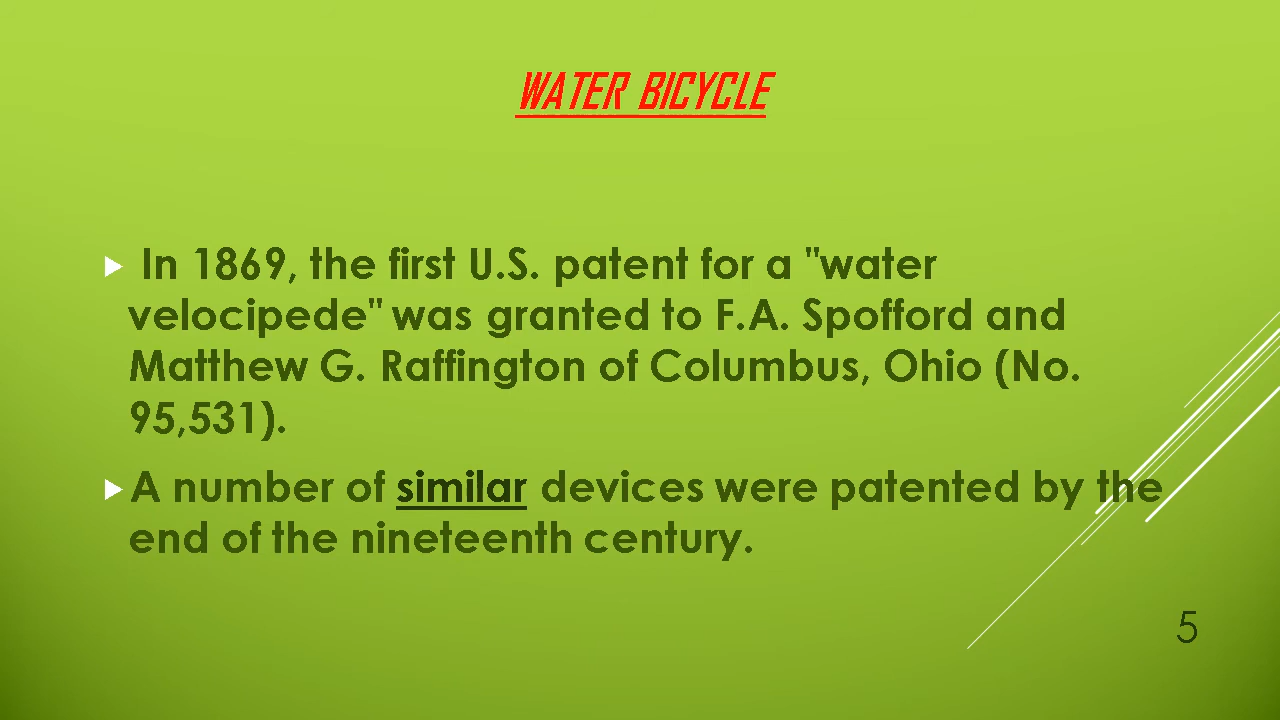 WATER BICYCLE
In 1869, the first U.S. patent for a "water
velocipede" was granted to F.A. Spofford and
Matthew G. Raffington of Columbus, Ohio (No.
95,531).
A number of similar devices were patented by the
end of the nineteenth century.
5